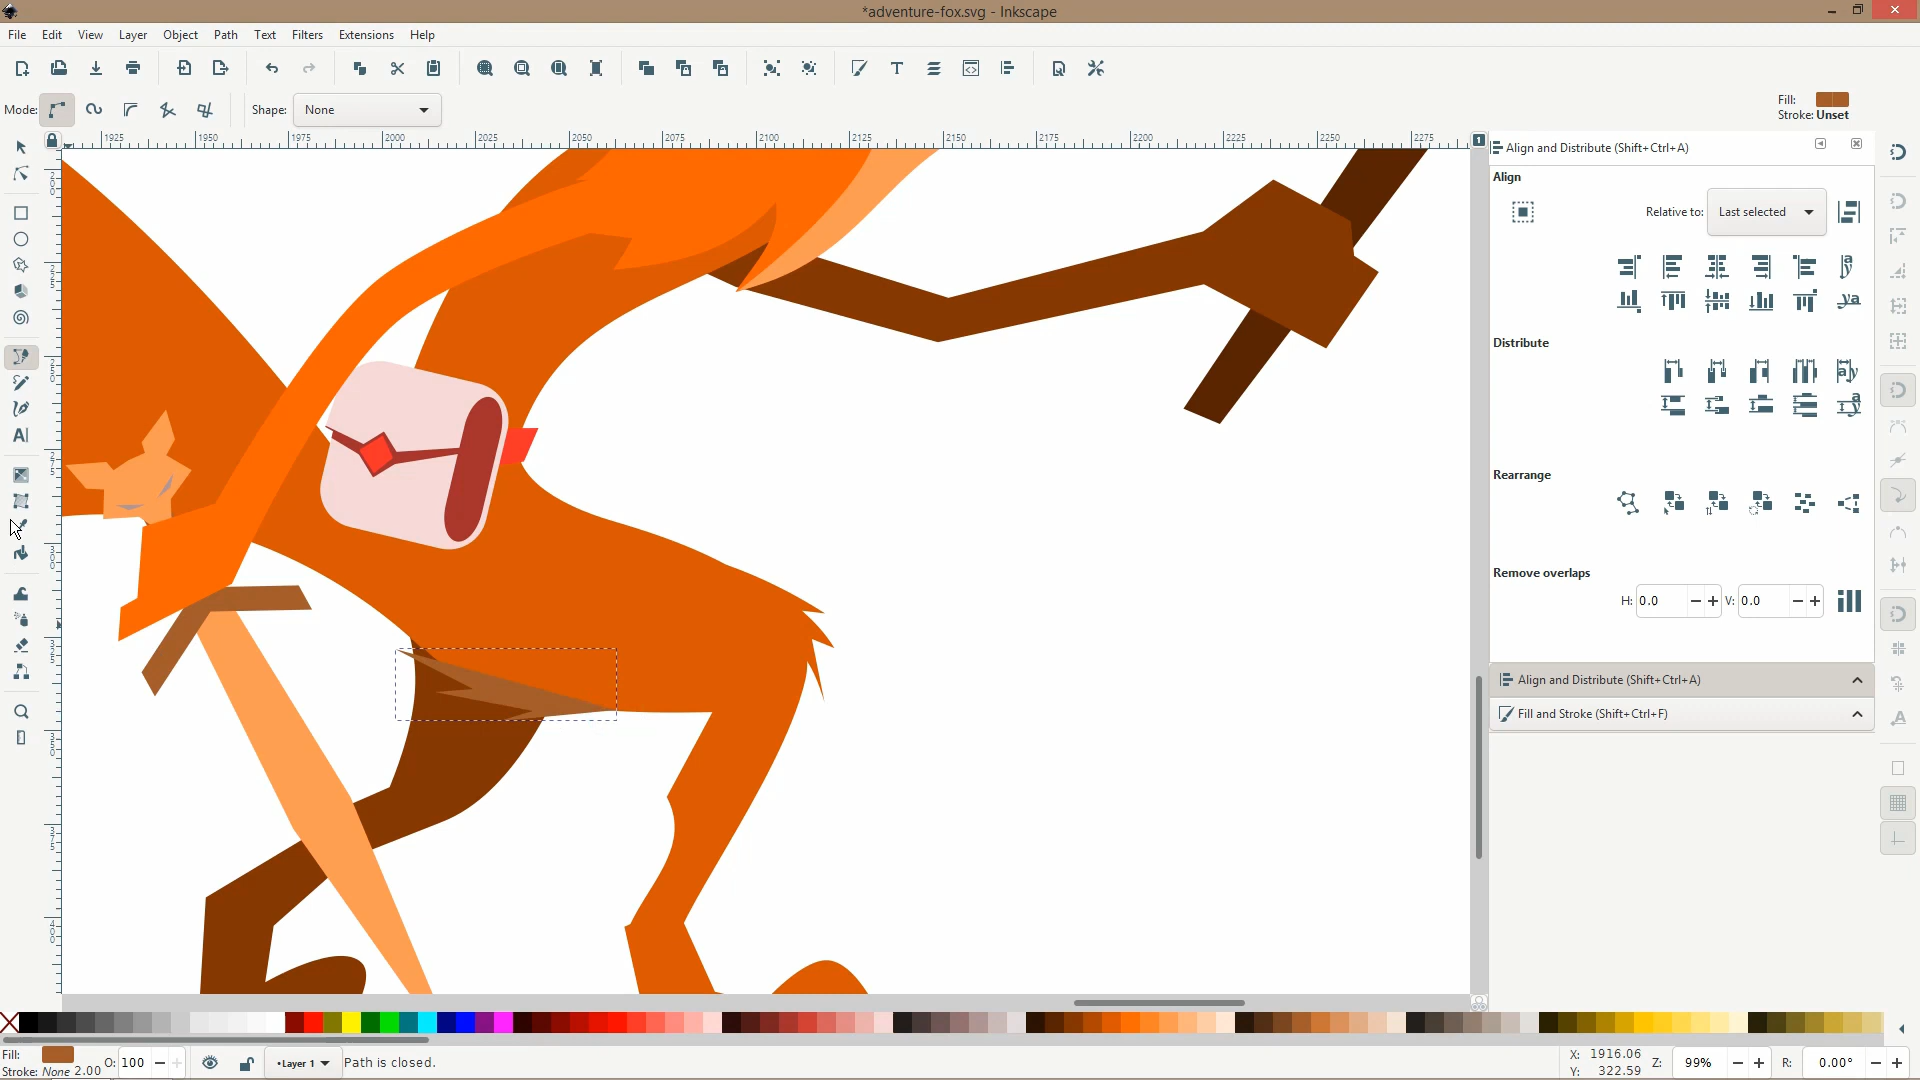 *adventure-fox.svg - Inkscape
File Edit View Layer Object Path Text Filters Extensions Help
Mode: Shape: None Fill:
Stroke: Unset
1925 1950 1975 2000 2025 2050 2075 2100 2125 2150 2175 2200 2225 2250 2275
Align and Distribute (Shift+Ctrl+A)
Align
Relative to: Last selected
Distribute
Rearrange
Remove overlaps
H: 0.0 V: 0.0
Align and Distribute (Shift+Ctrl+A)
Fill and Stroke (Shift+Ctrl+F)
Fill: O: 100 •Layer 1 Path is closed. X: 1916.06 Z: 99% R: 0.00°
Stroke: None 2.00 Y: 322.59